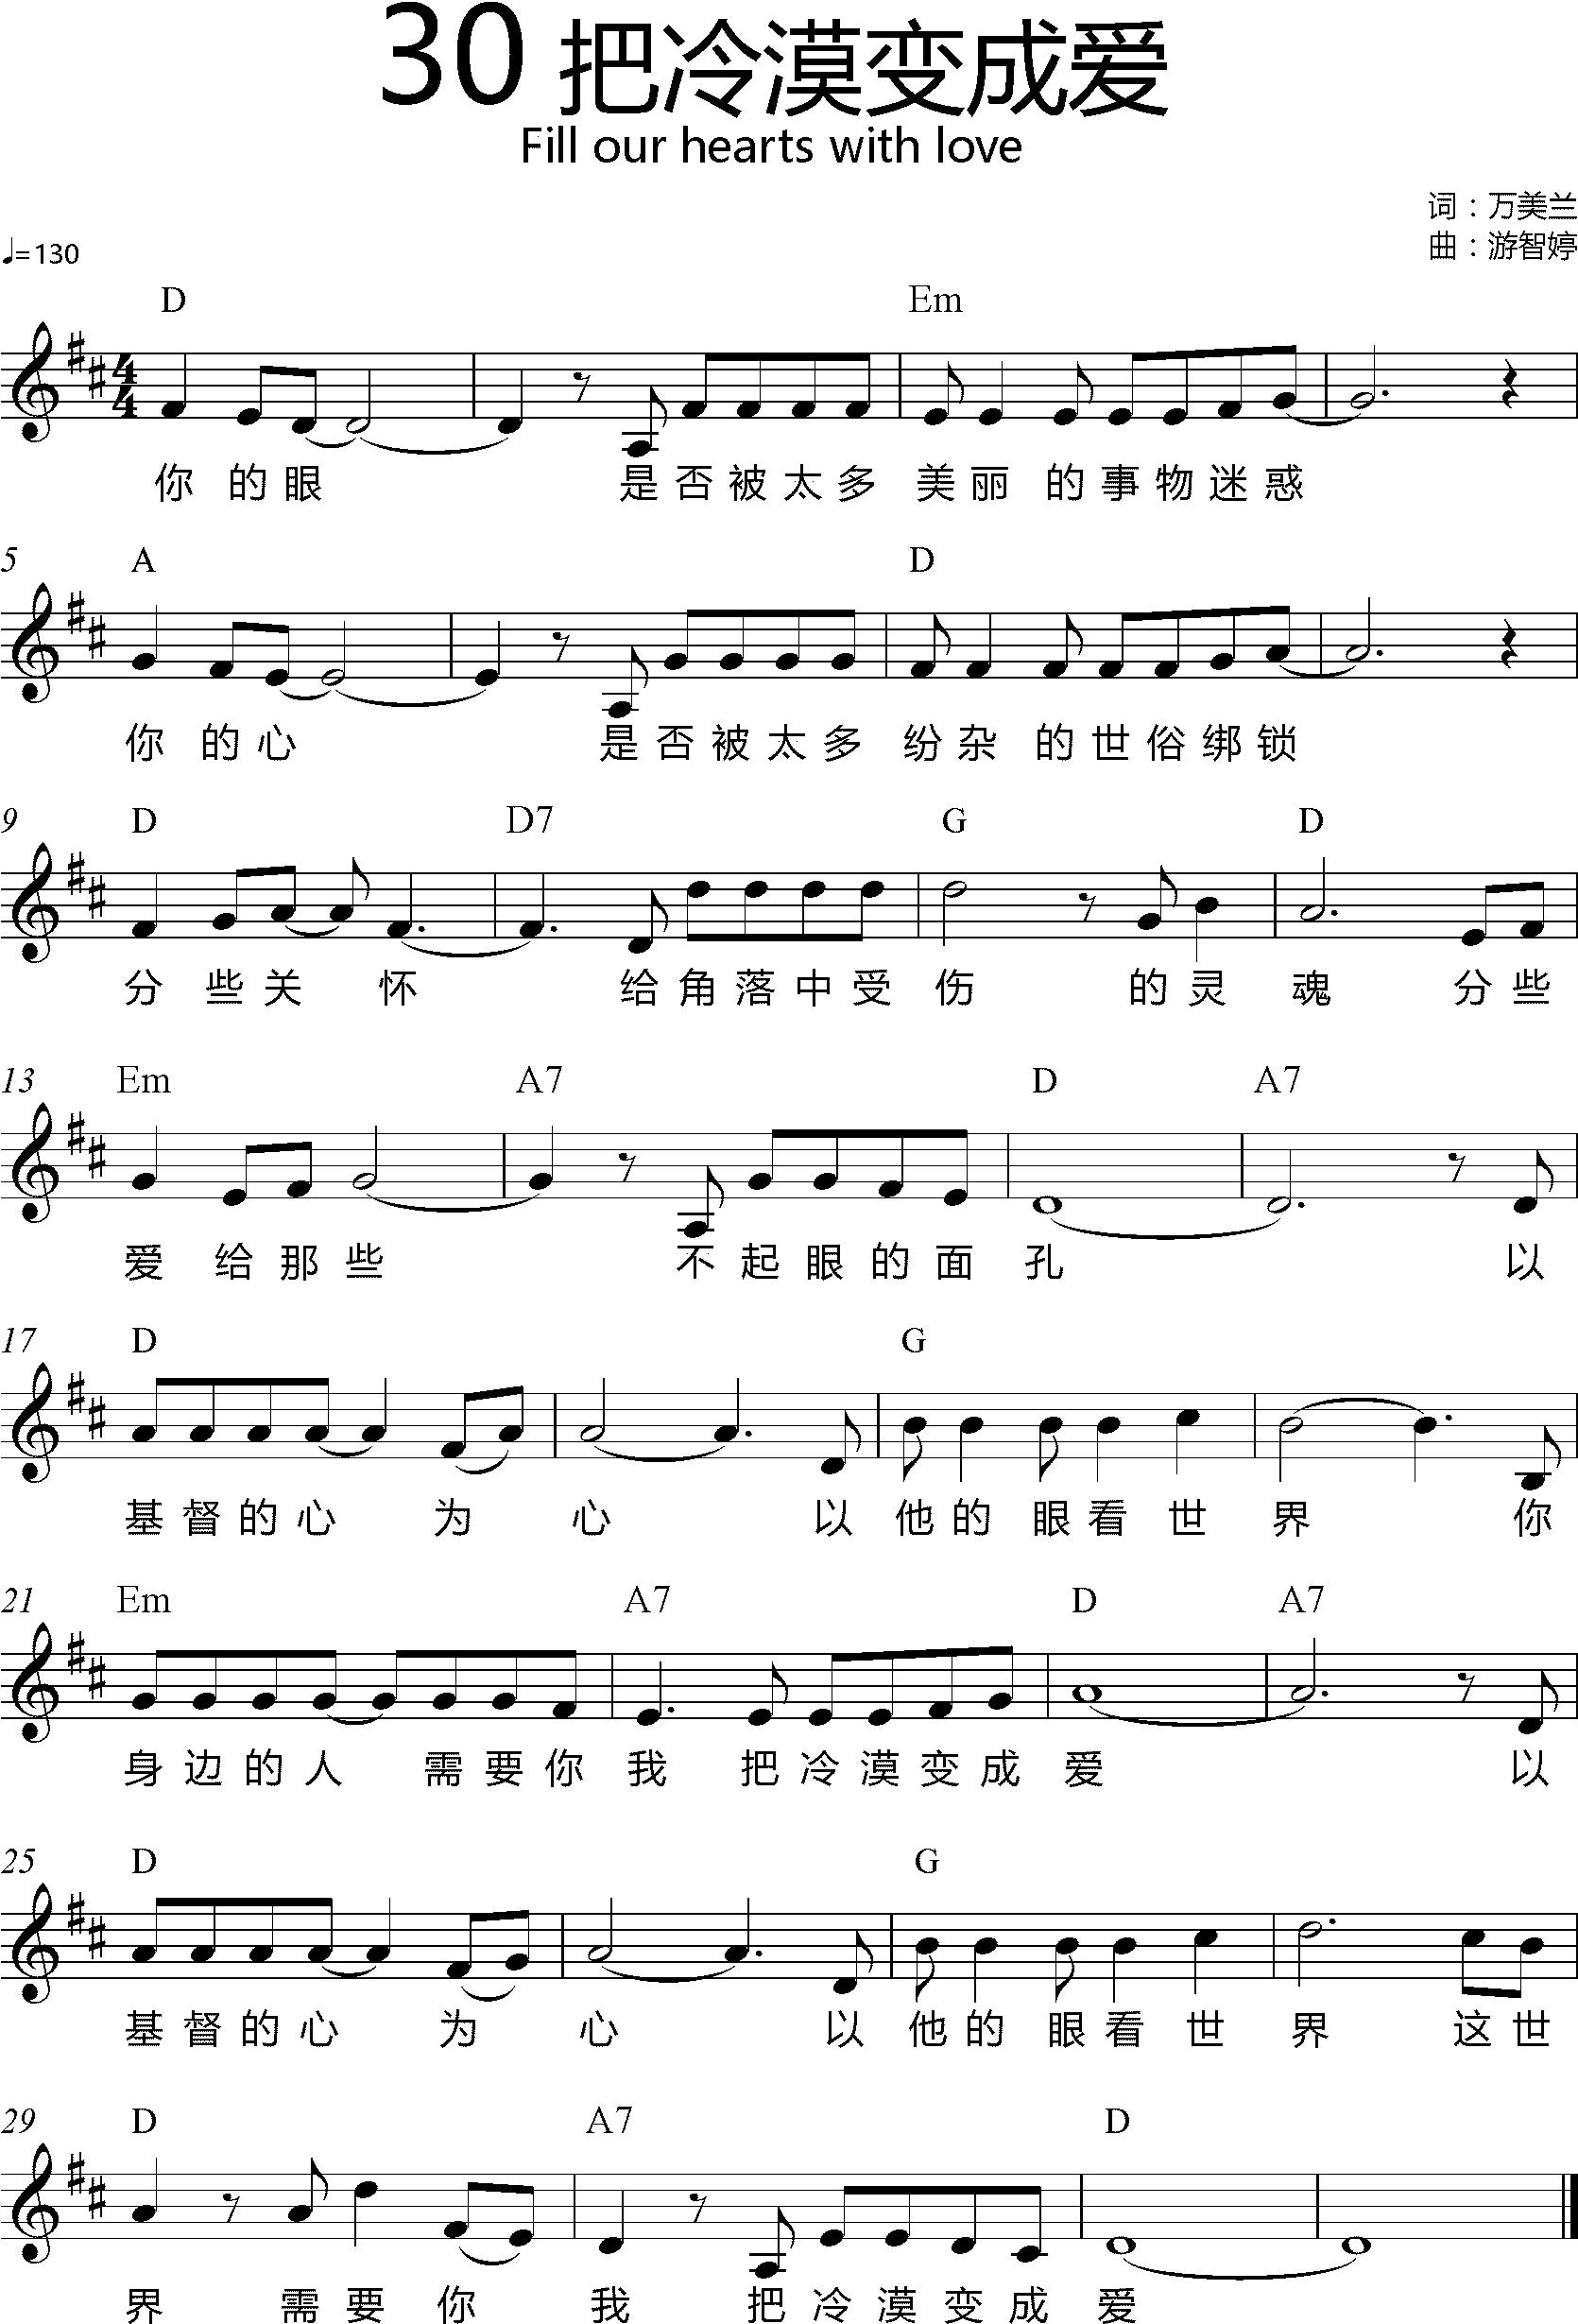 30 把冷漠变成爱
Fill our hearts with love
词：万美兰
曲：游智婷
♩=130
D Em
你的眼 是否被太多美丽的事物迷惑
5 A D
你的心 是否被太多纷杂的世俗绑锁
9 D D7 G D
分些关怀 给角落中受伤 的灵魂 分些
13 Em A7 D A7
爱给那些 不起眼的面孔 以
17 D G
基督的心为心 以他的眼看世界 你
21 Em A7 D A7
身边的人 需要你我 把冷漠变成爱 以
25 D G
基督的心为心 以他的眼看世界 这世
29 D A7 D
界 需要你 我 把冷漠变成爱